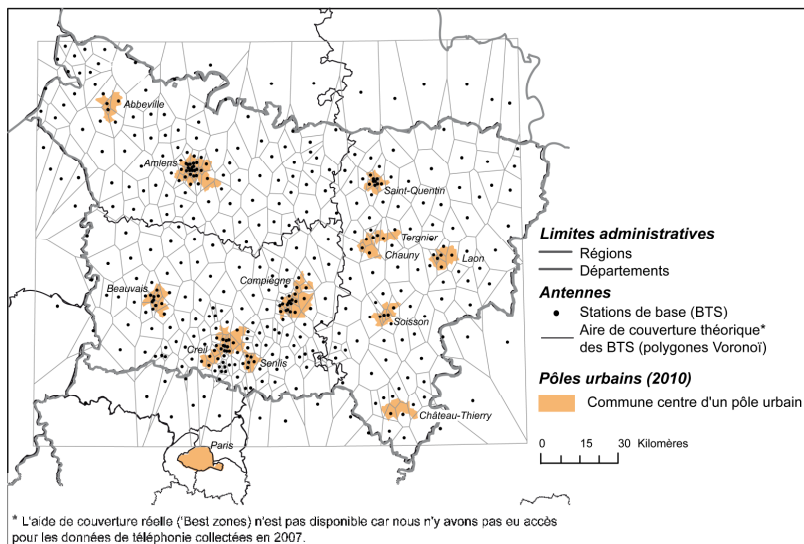 Abbeville
Amiens
Saint-Quentin
Tergnier
Chauny
Laon
Beauvais
Compiègne
Soisson
Creil
Senlis
Château-Thierry
Paris
Limites administratives
Régions
Départements
Antennes
Stations de base (BTS)
Aire de couverture théorique*
des BTS (polygones Voronoï)
Pôles urbains (2010)
Commune centre d'un pôle urbain
0 15 30 Kilomères
* L'aide de couverture réelle ('Best zones') n'est pas disponible car nous n'y avons pas eu accès
pour les données de téléphonie collectées en 2007.